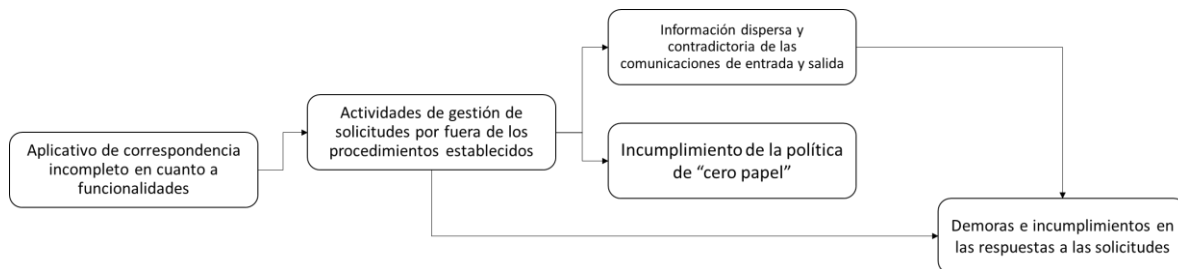 Aplicativo de correspondencia
incompleto en cuanto a
funcionalidades
Actividades de gestión de
solicitudes por fuera de los
procedimientos establecidos
Información dispersa y
contradictoria de las
comunicaciones de entrada y salida
Incumplimiento de la política
de “cero papel”
Demoras e incumplimientos en
las respuestas a las solicitudes